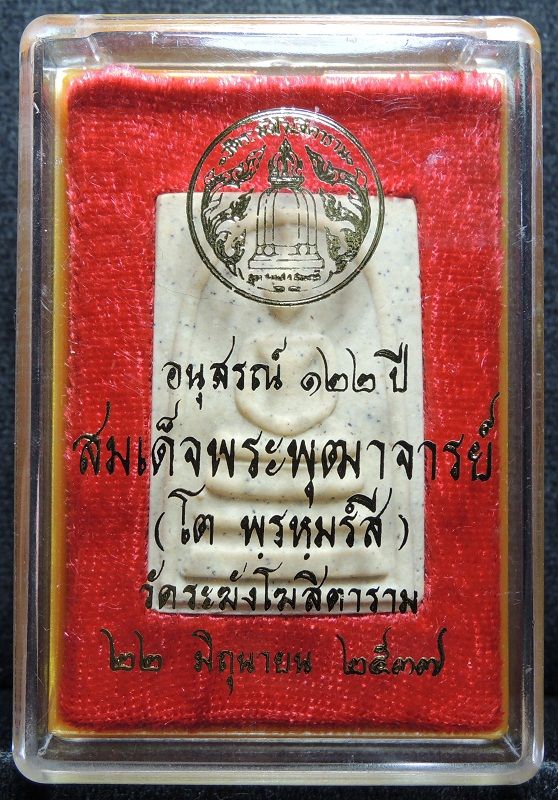 อนุสรณ์ ๑๒๒ ปี
สมเด็จพระพุฒาจารย์
(โต พฺรหฺมรํสี)
วัดระฆังโฆสิตาราม
๒๒ มิถุนายน ๒๕๓๗